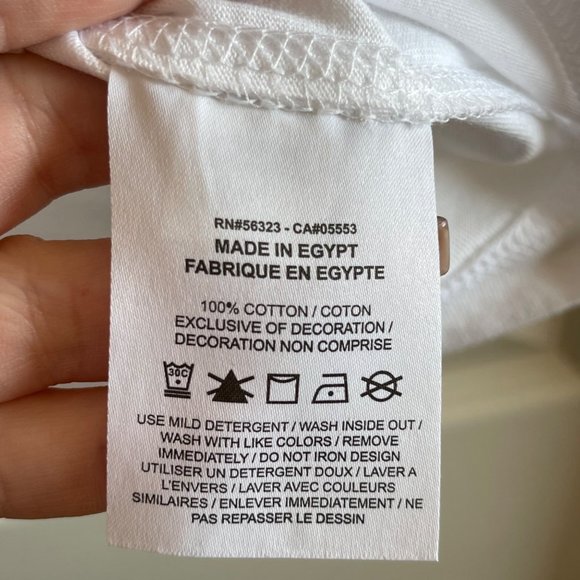 RN#56323 - CA#05553
MADE IN EGYPT
FABRIQUE EN EGYPTE
100% COTTON / COTON
EXCLUSIVE OF DECORATION /
DECORATION NON COMPRISE
30C
USE MILD DETERGENT / WASH INSIDE OUT /
WASH WITH LIKE COLORS / REMOVE
IMMEDIATELY / DO NOT IRON DESIGN
UTILISER UN DETERGENT DOUX / LAVER A
L'ENVERS / LAVER AVEC COULEURS
SIMILAIRES / ENLEVER IMMEDIATEMENT / NE
PAS REPASSER LE DESSIN